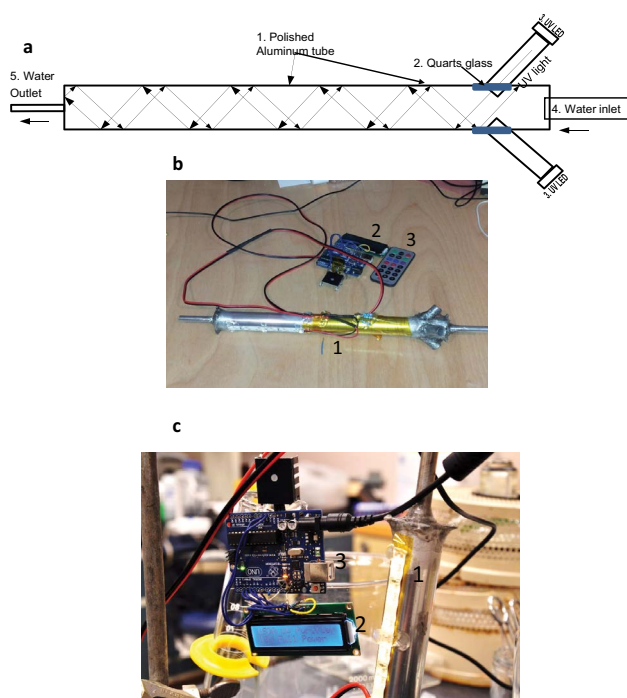 a
1. Polished
Aluminum tube
2. Quarts glass
3. UV LED
UV light
5. Water
Outlet
4. Water inlet
3. UV LED
b
2
3
1
c
UNO
3
1
2